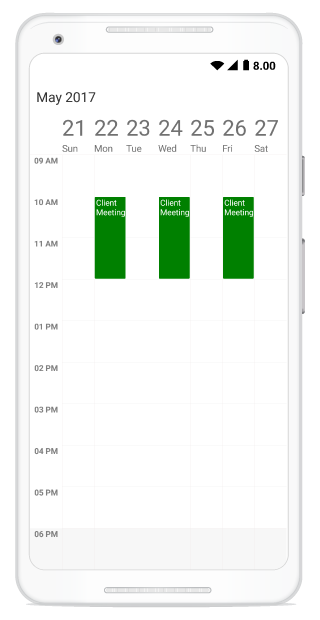 8.00
May 2017
21 22 23 24 25 26 27
Sun Mon Tue Wed Thu Fri Sat
09 AM
10 AM
Client Client Client
Meeting Meeting Meeting
11 AM
12 PM
01 PM
02 PM
03 PM
04 PM
05 PM
06 PM